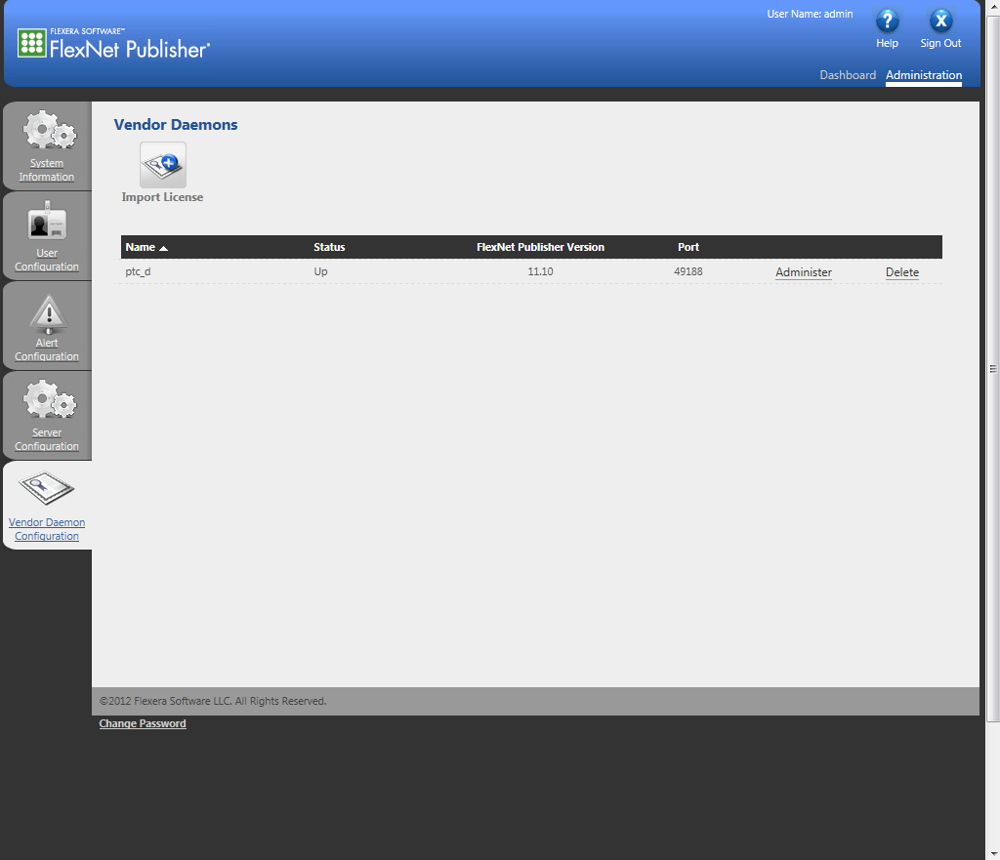 User Name: admin
FLEXERA SOFTWARE™
FlexNet Publisher®
Help
Sign Out
Dashboard Administration
System
Information
User
Configuration
Alert
Configuration
Server
Configuration
Vendor Daemon
Configuration
Vendor Daemons
Import License
Name Status FlexNet Publisher Version Port
ptc_d Up 11.10 49188 Administer Delete
©2012 Flexera Software LLC. All Rights Reserved.
Change Password